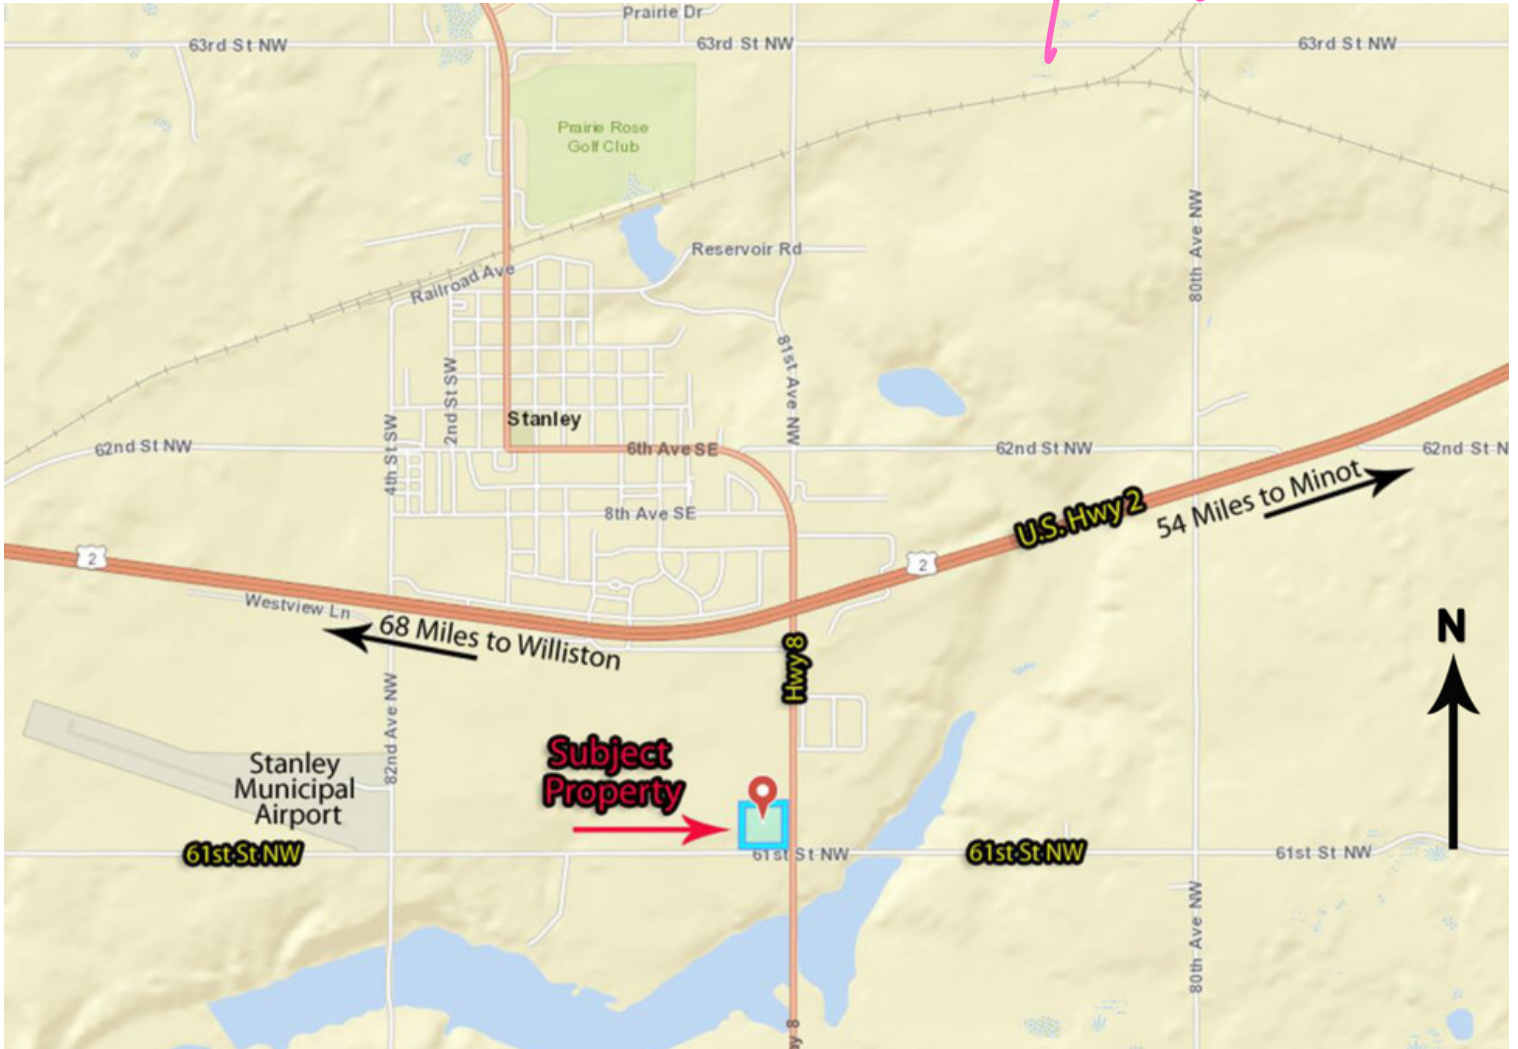 Prairie Dr
63rd St NW
63rd St NW
63rd St NW
Prairie Rose
Golf Club
80th Ave NW
Reservoir Rd
Railroad Ave
81st Ave NW
2nd St SW
Stanley
4th St SW
62nd St NW
6th Ave SE
62nd St NW
62nd St N
54 Miles to Minot
U.S. Hwy 2
8th Ave SE
2
2
Westview Ln
68 Miles to Williston
N
Hwy 8
82nd Ave NW
Subject
Property
Stanley
Municipal
Airport
61st St NW
61st St NW
61st St NW
61st St NW
80th Ave NW
y 8